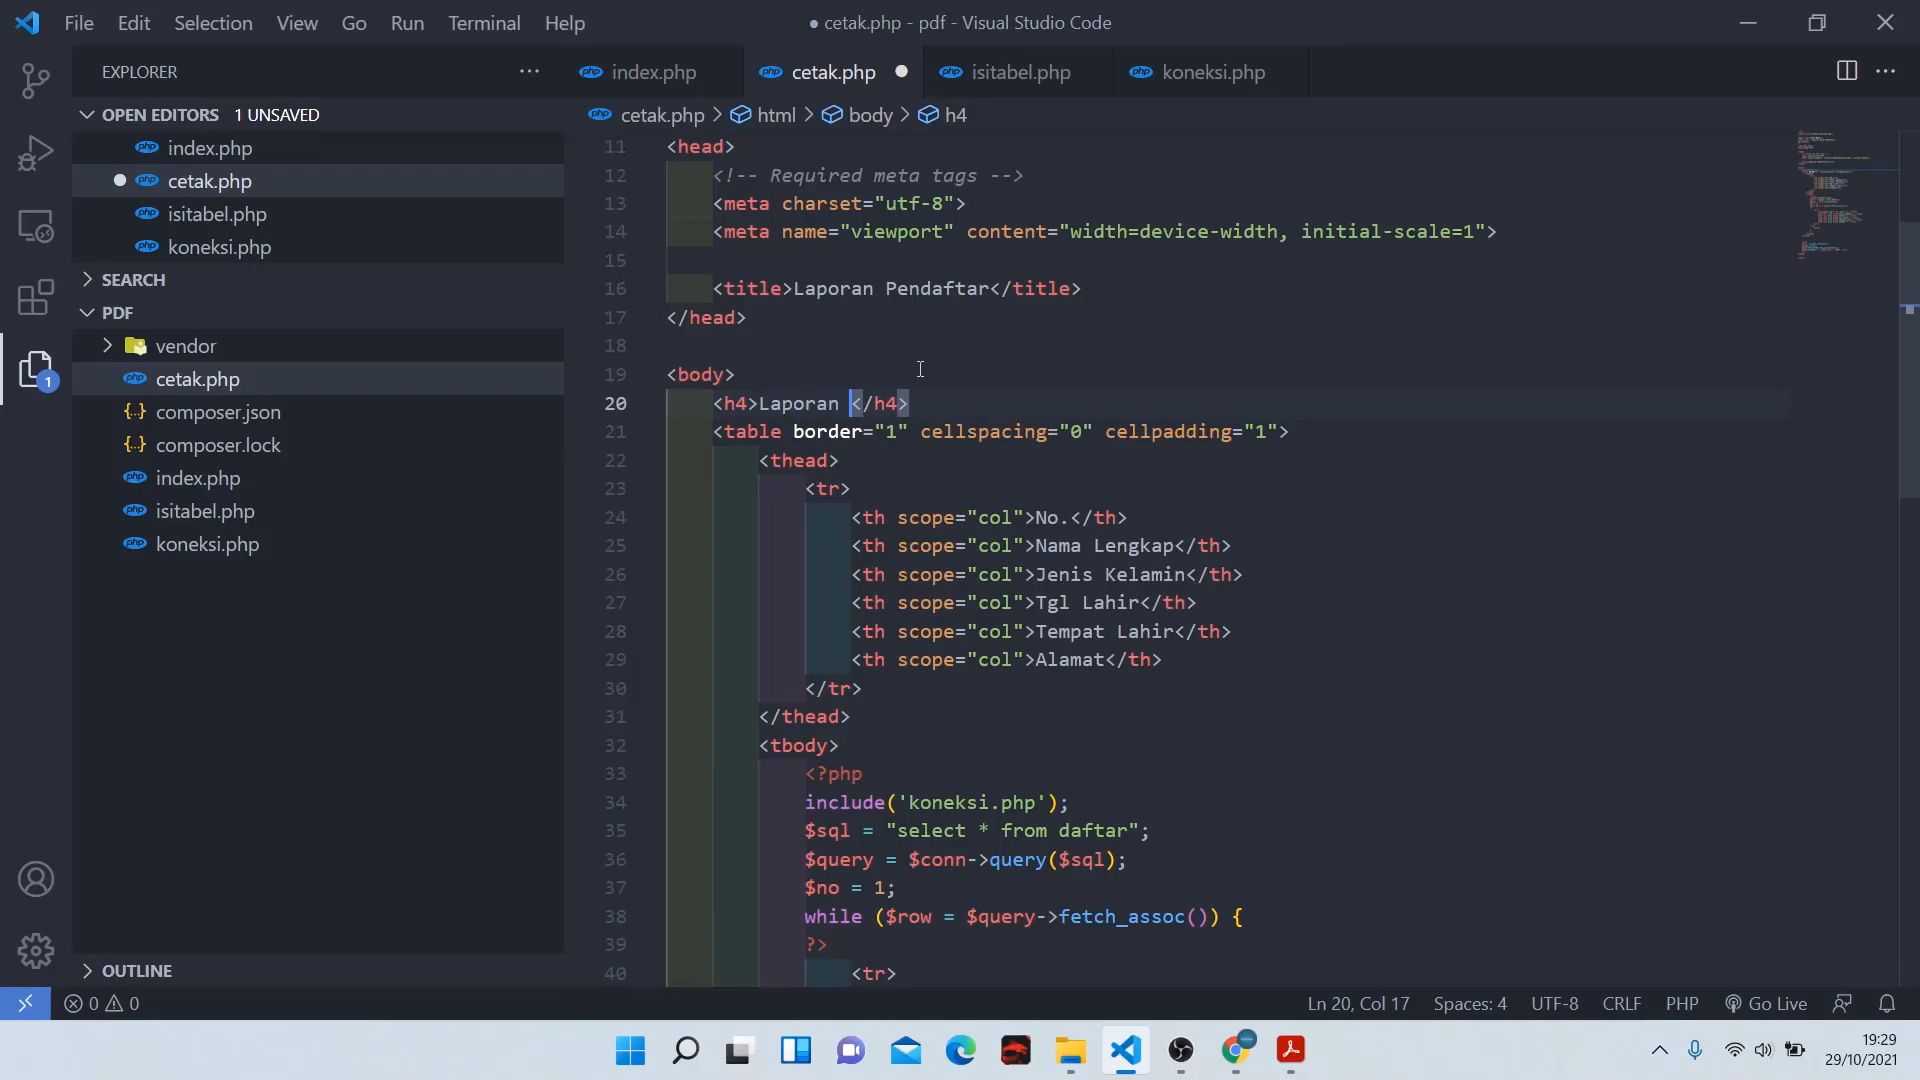 File Edit Selection View Go Run Terminal Help
● cetak.php - pdf - Visual Studio Code
EXPLORER
OPEN EDITORS 1 UNSAVED
index.php
cetak.php
isitabel.php
koneksi.php
SEARCH
PDF
vendor
cetak.php
composer.json
composer.lock
index.php
isitabel.php
koneksi.php
OUTLINE
1
index.php cetak.php isitabel.php koneksi.php
cetak.php > html > body > h4
11 <head>
12 <!-- Required meta tags -->
13 <meta charset="utf-8">
14 <meta name="viewport" content="width=device-width, initial-scale=1">
15
16 <title>Laporan Pendaftar</title>
17 </head>
18
19 <body>
20 <h4>Laporan </h4>
21 <table border="1" cellspacing="0" cellpadding="1">
22 <thead>
23 <tr>
24 <th scope="col">No.</th>
25 <th scope="col">Nama Lengkap</th>
26 <th scope="col">Jenis Kelamin</th>
27 <th scope="col">Tgl Lahir</th>
28 <th scope="col">Tempat Lahir</th>
29 <th scope="col">Alamat</th>
30 </tr>
31 </thead>
32 <tbody>
33 <?php
34 include('koneksi.php');
35 $sql = "select * from daftar";
36 $query = $conn->query($sql);
37 $no = 1;
38 while ($row = $query->fetch_assoc()) {
39 ?>
40 <tr>
0 0
Ln 20, Col 17 Spaces: 4 UTF-8 CRLF PHP Go Live
19:29
29/10/2021